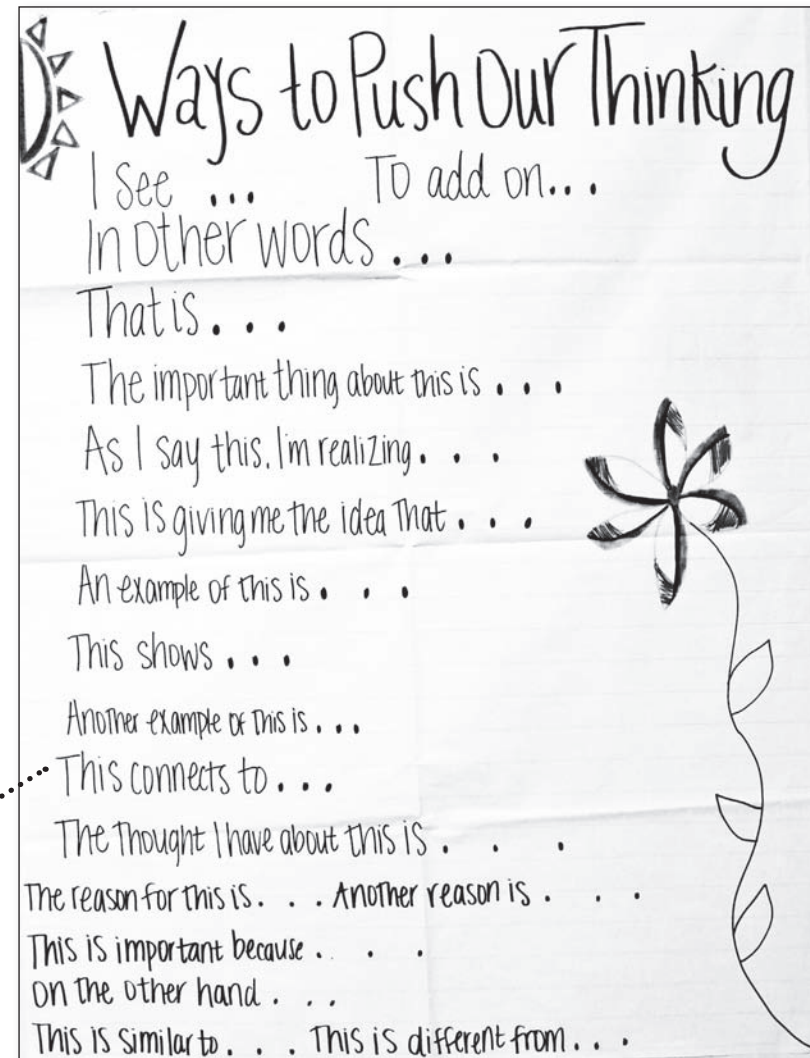 Ways to Push Our Thinking
I see ... To add on...
In other words ...
That is ...
The important thing about this is ...
As I say this, I'm realizing ...
This is giving me the idea that ...
An example of this is ...
This shows ...
Another example of this is ...
This connects to ...
The thought I have about this is ...
The reason for this is ... Another reason is ...
This is important because ...
On the other hand ...
This is similar to ... This is different from ...